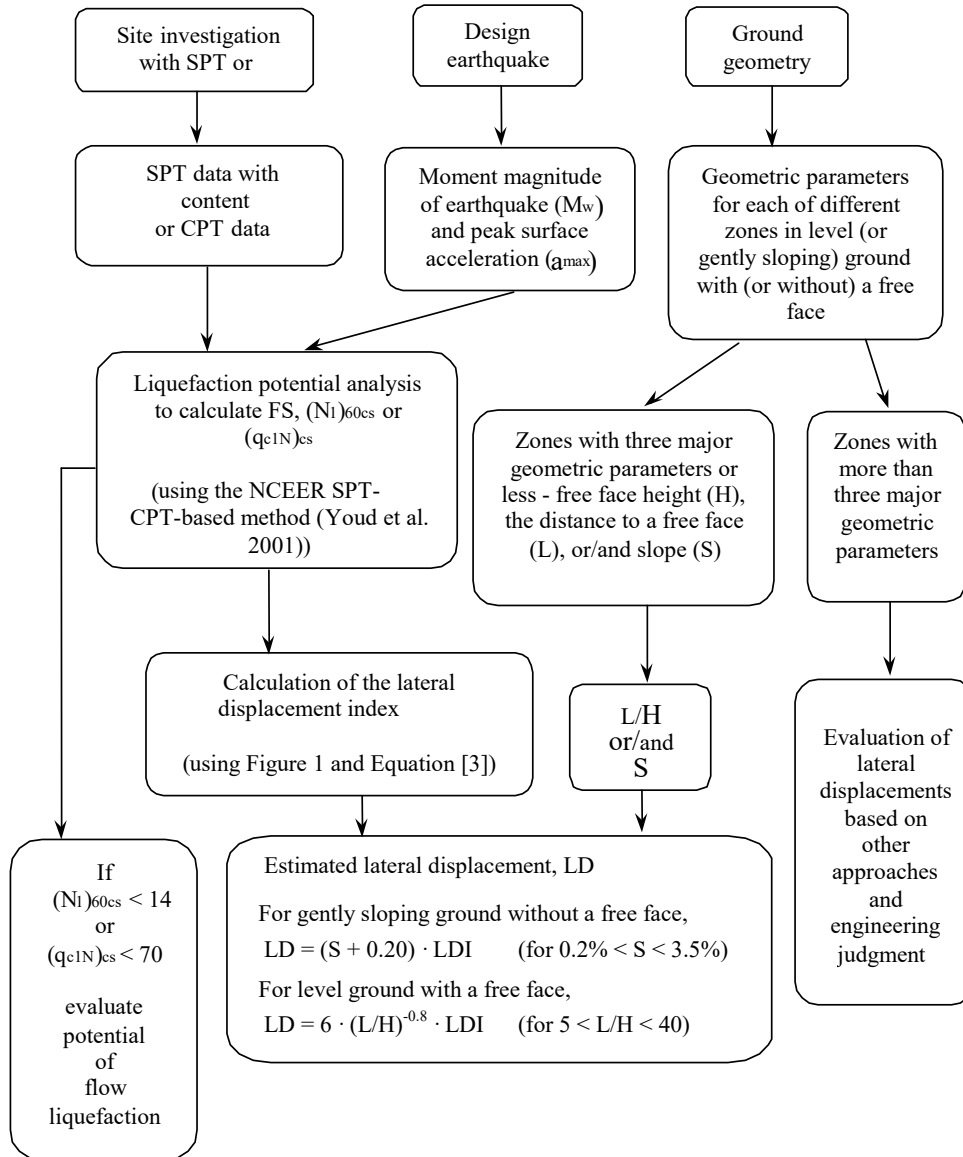 Site investigation
with SPT or
Design
earthquake
Ground
geometry
SPT data with
content
or CPT data
Moment magnitude
of earthquake (Mw)
and peak surface
acceleration (amax)
Geometric parameters
for each of different
zones in level (or
gently sloping) ground
with (or without) a free
face
Liquefaction potential analysis
to calculate FS, (N1)60cs or
(qc1N)cs
(using the NCEER SPT-
CPT-based method (Youd et al.
2001))
Zones with three major
geometric parameters or
less - free face height (H),
the distance to a free face
(L), or/and slope (S)
Zones with
more than
three major
geometric
parameters
Calculation of the lateral
displacement index
(using Figure 1 and Equation [3])
L/H
or/and
S
Evaluation of
lateral
displacements
based on
other
approaches
and
engineering
judgment
If
(N1)60cs < 14
or
(qc1N)cs < 70
evaluate
potential
of
flow
liquefaction
Estimated lateral displacement, LD
For gently sloping ground without a free face,
LD = (S + 0.20) · LDI (for 0.2% < S < 3.5%)
For level ground with a free face,
LD = 6 · (L/H)^-0.8 · LDI (for 5 < L/H < 40)